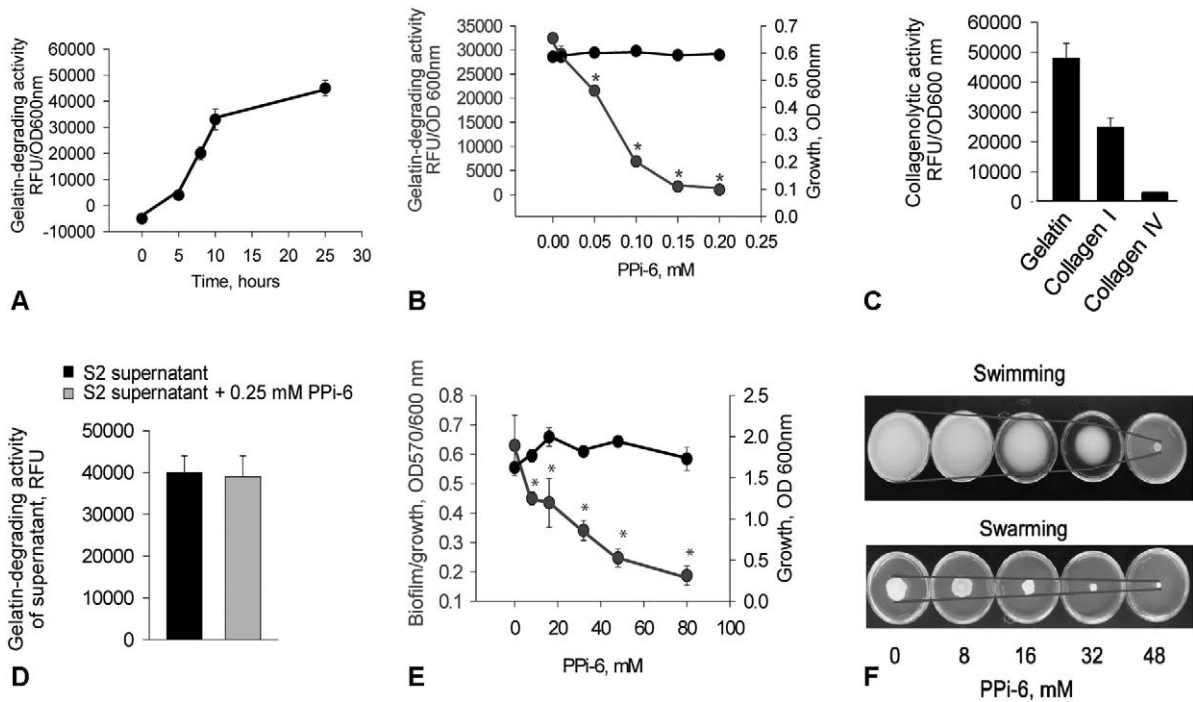 A
Gelatin-degrading activity
RFU/OD600nm
60000
50000
40000
30000
20000
10000
0
-10000
0 5 10 15 20 25 30
Time, hours
B
Gelatin-degrading activity
RFU/OD 600nm
35000
30000
25000
20000
15000
10000
5000
0
* * * *
0.7
0.6
0.5
0.4
0.3
0.2
0.1
0.0
Growth, OD 600nm
0.00 0.05 0.10 0.15 0.20 0.25
PPi-6, mM
C
Collagenolytic activity
RFU/OD600 nm
60000
50000
40000
30000
20000
10000
0
Gelatin
Collagen I
Collagen IV
D
S2 supernatant
S2 supernatant + 0.25 mM PPi-6
Gelatin-degrading activity
of supernatant, RFU
50000
40000
30000
20000
10000
0
E
Biofilm/growth, OD570/600 nm
0.8
0.7
0.6
0.5
0.4
0.3
0.2
0.1
* * * * *
2.5
2.0
1.5
1.0
0.5
0.0
Growth, OD 600nm
0 20 40 60 80 100
PPi-6, mM
F
Swimming
Swarming
0 8 16 32 48
PPi-6, mM